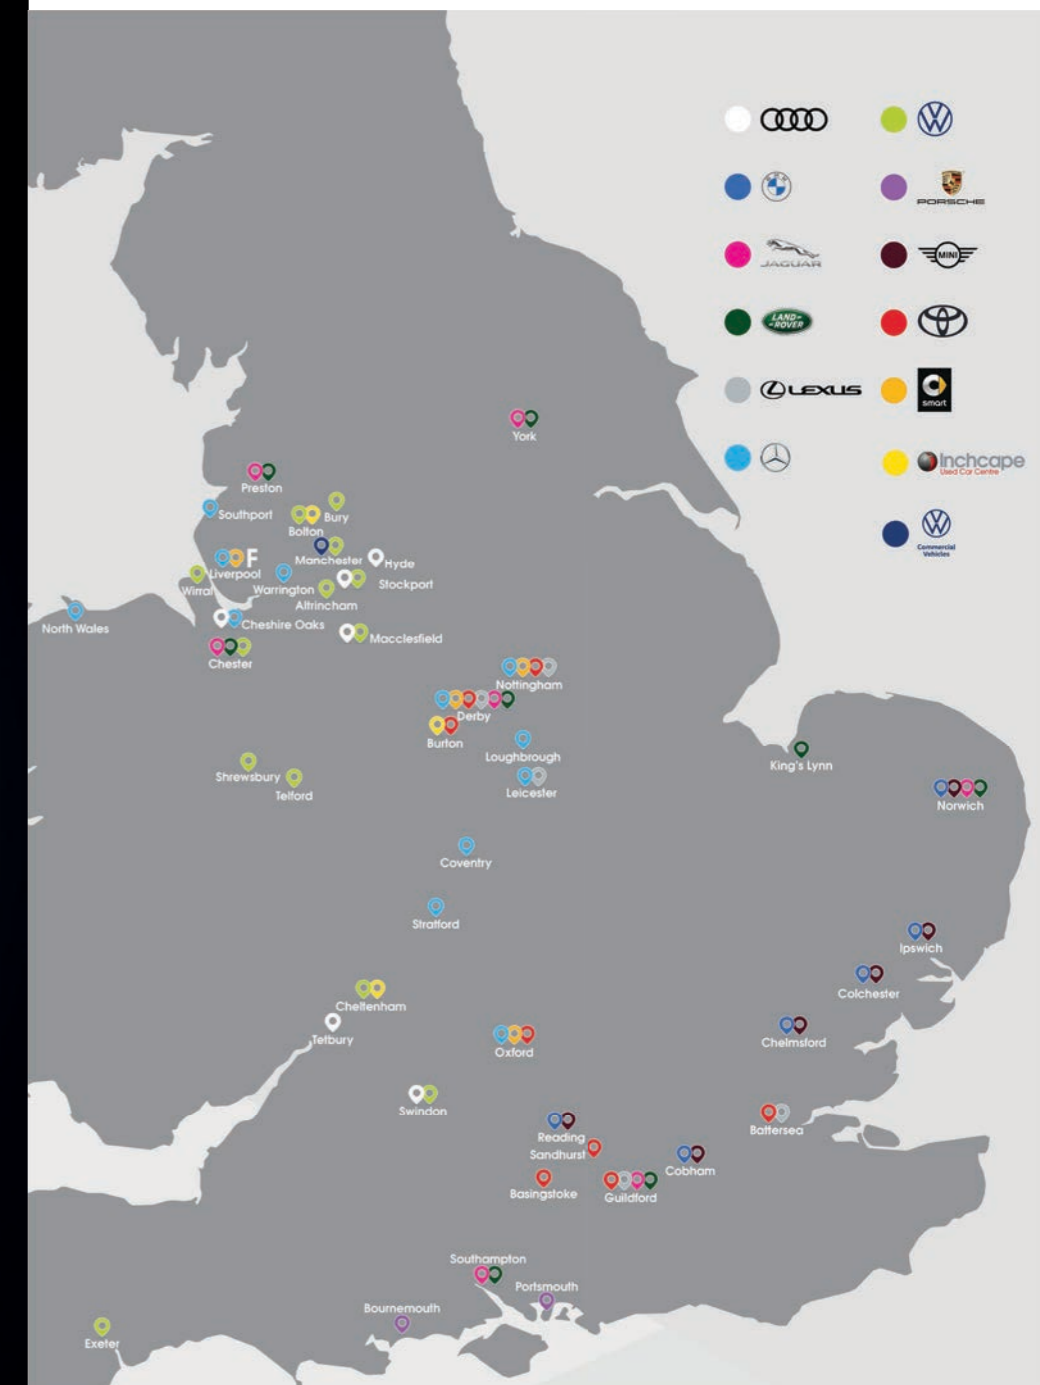 JAGUAR
LAND-
ROVER
LEXUS
PORSCHE
MINI
smart
Inchcape
Used Car Centre
Commercial
Vehicles
York
Preston
Southport
Bolton
Bury
Manchester
Hyde
F
Liverpool
Wirral
Warrington
Stockport
Altrincham
North Wales
Cheshire Oaks
Macclesfield
Chester
Nottingham
Derby
Burton
Loughbrough
King's Lynn
Shrewsbury
Telford
Leicester
Norwich
Coventry
Stratford
Ipswich
Colchester
Cheltenham
Tetbury
Oxford
Chelmsford
Swindon
Battersea
Reading
Sandhurst
Cobham
Basingstoke
Guildford
Southampton
Portsmouth
Bournemouth
Exeter